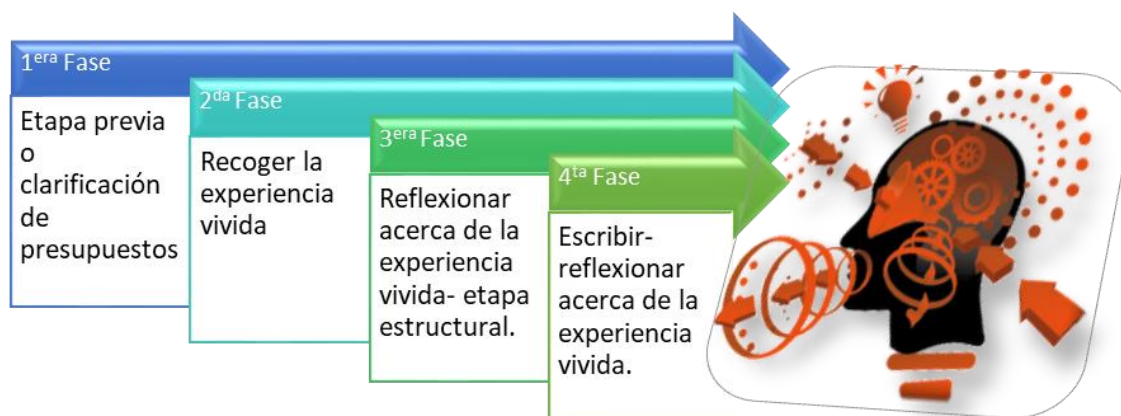 1era Fase
Etapa previa
o
clarificación
de
presupuestos
2da Fase
Recoger la
experiencia
vivida
3era Fase
Reflexionar
acerca de la
experiencia
vivida- etapa
estructural.
4ta Fase
Escribir-
reflexionar
acerca de la
experiencia
vivida.